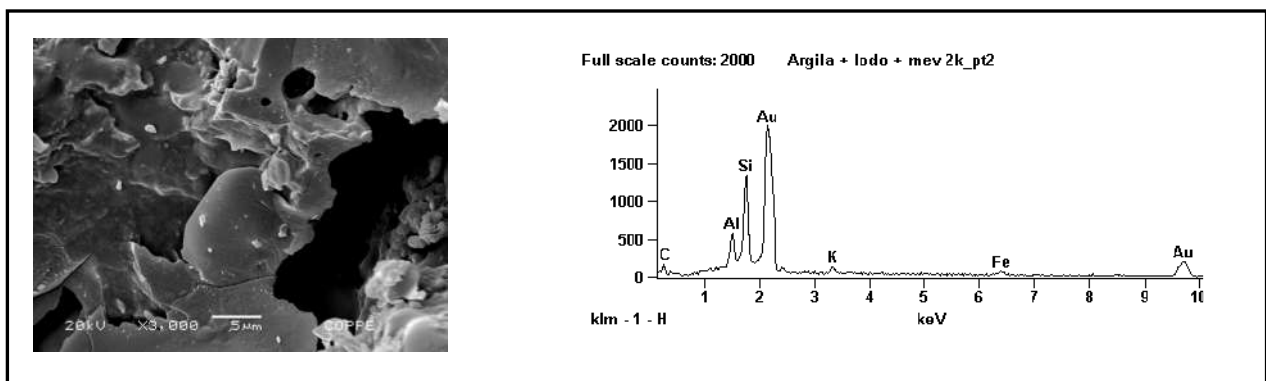 20kV X3,000 5µm COPPE
Full scale counts: 2000 Argila + lodo + mev 2k_pt2
2000
1500
1000
500
0
C
Al
Si
Au
K
Fe
Au
1 2 3 4 5 6 7 8 9 10
klm - 1 - H keV